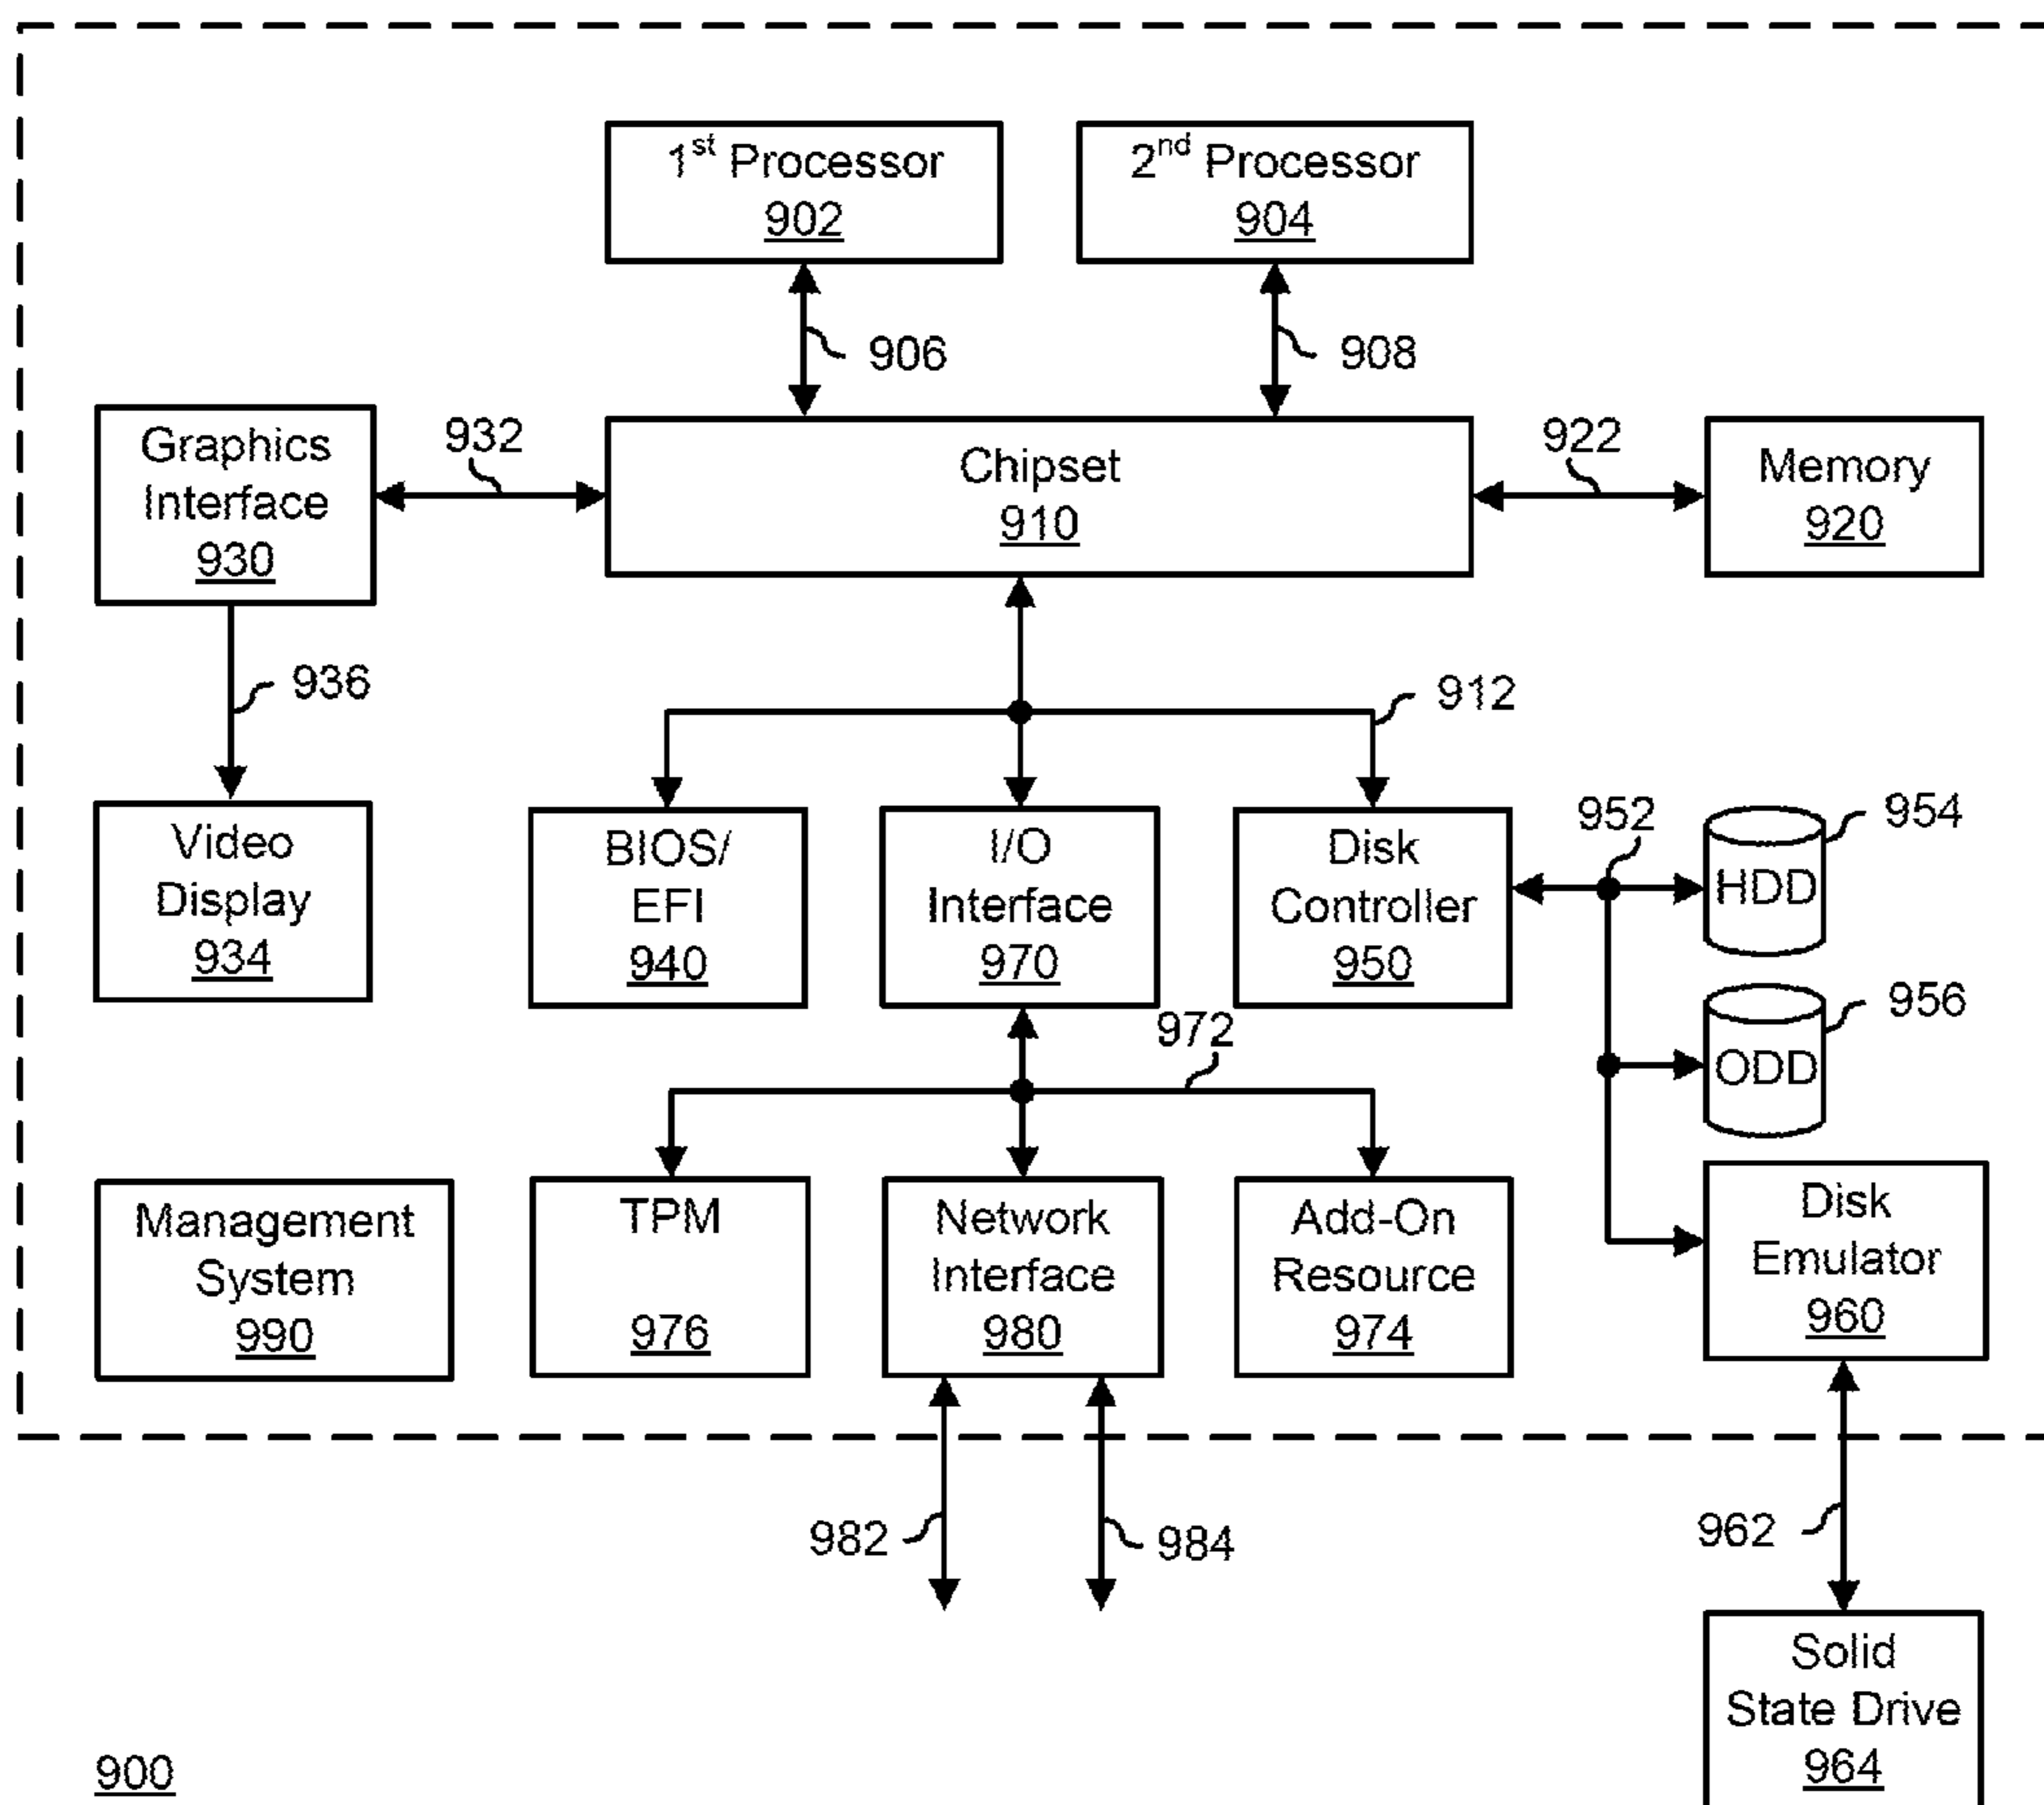 1st Processor
902
2nd Processor
904
906
908
Graphics
Interface
930
932
Chipset
910
922
Memory
920
936
912
Video
Display
934
BIOS/
EFI
940
I/O
Interface
970
Disk
Controller
950
952
HDD
954
ODD
956
972
Management
System
990
TPM
976
Network
Interface
980
Add-On
Resource
974
Disk
Emulator
960
982
984
962
Solid
State Drive
964
900